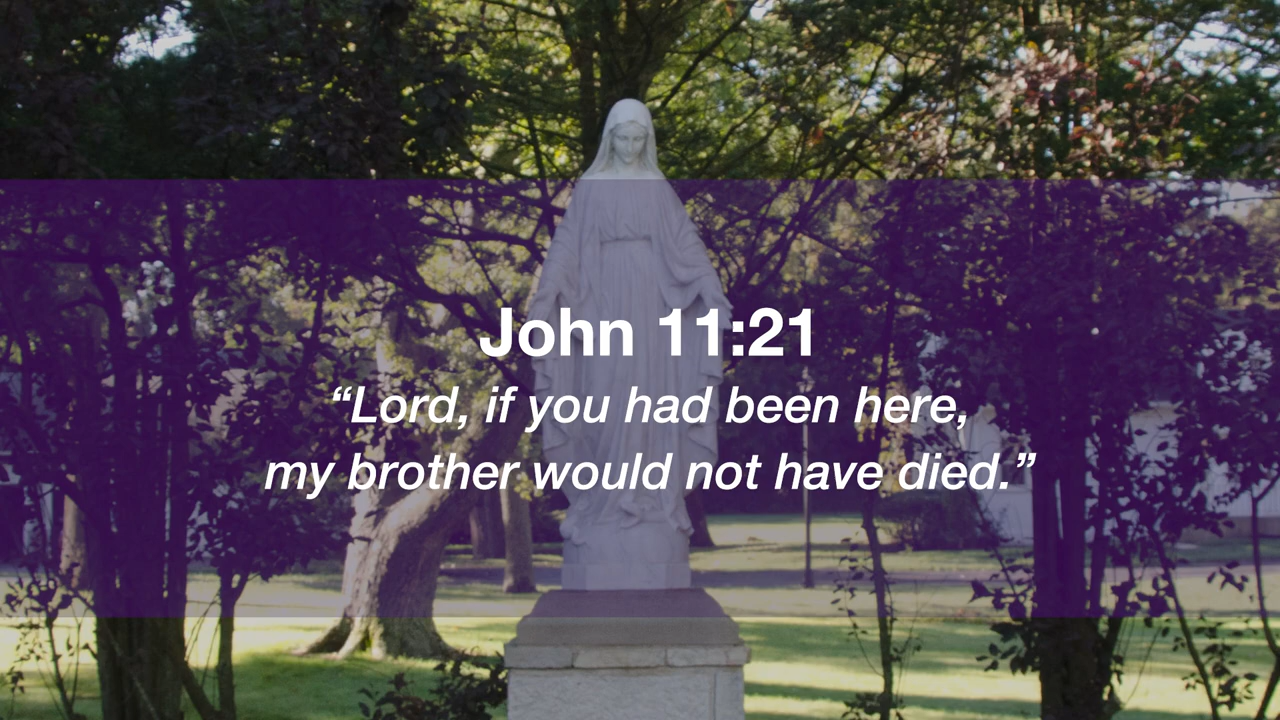 John 11:21
“Lord, if you had been here,
my brother would not have died.”